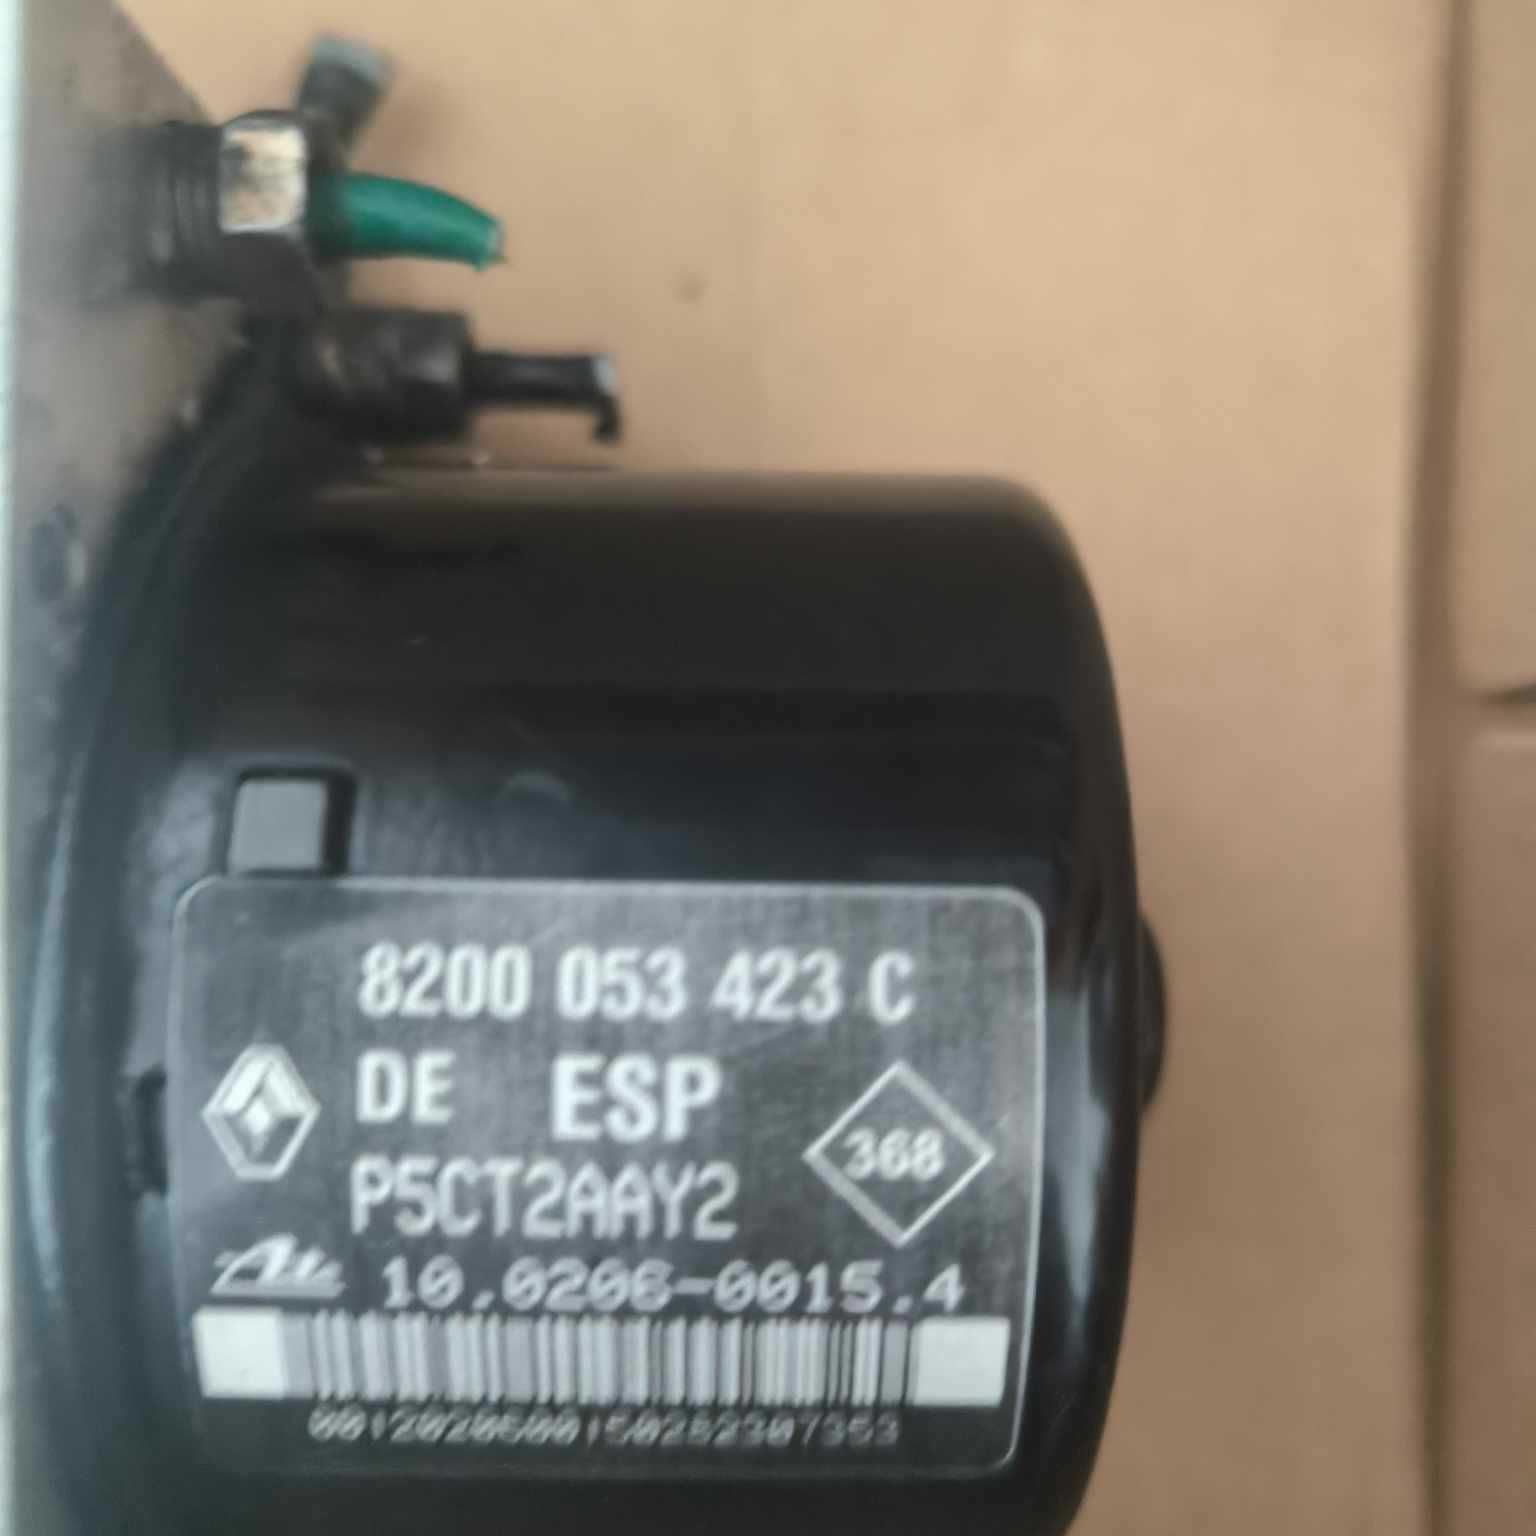 8200 053 423 C
DE ESP
368
P5CT2AAY2
10.0206-0015.4